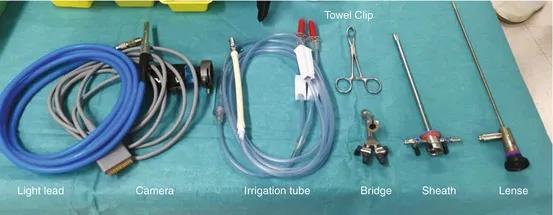 Towel Clip
Light lead
Camera
Irrigation tube
Bridge
Sheath
Lense